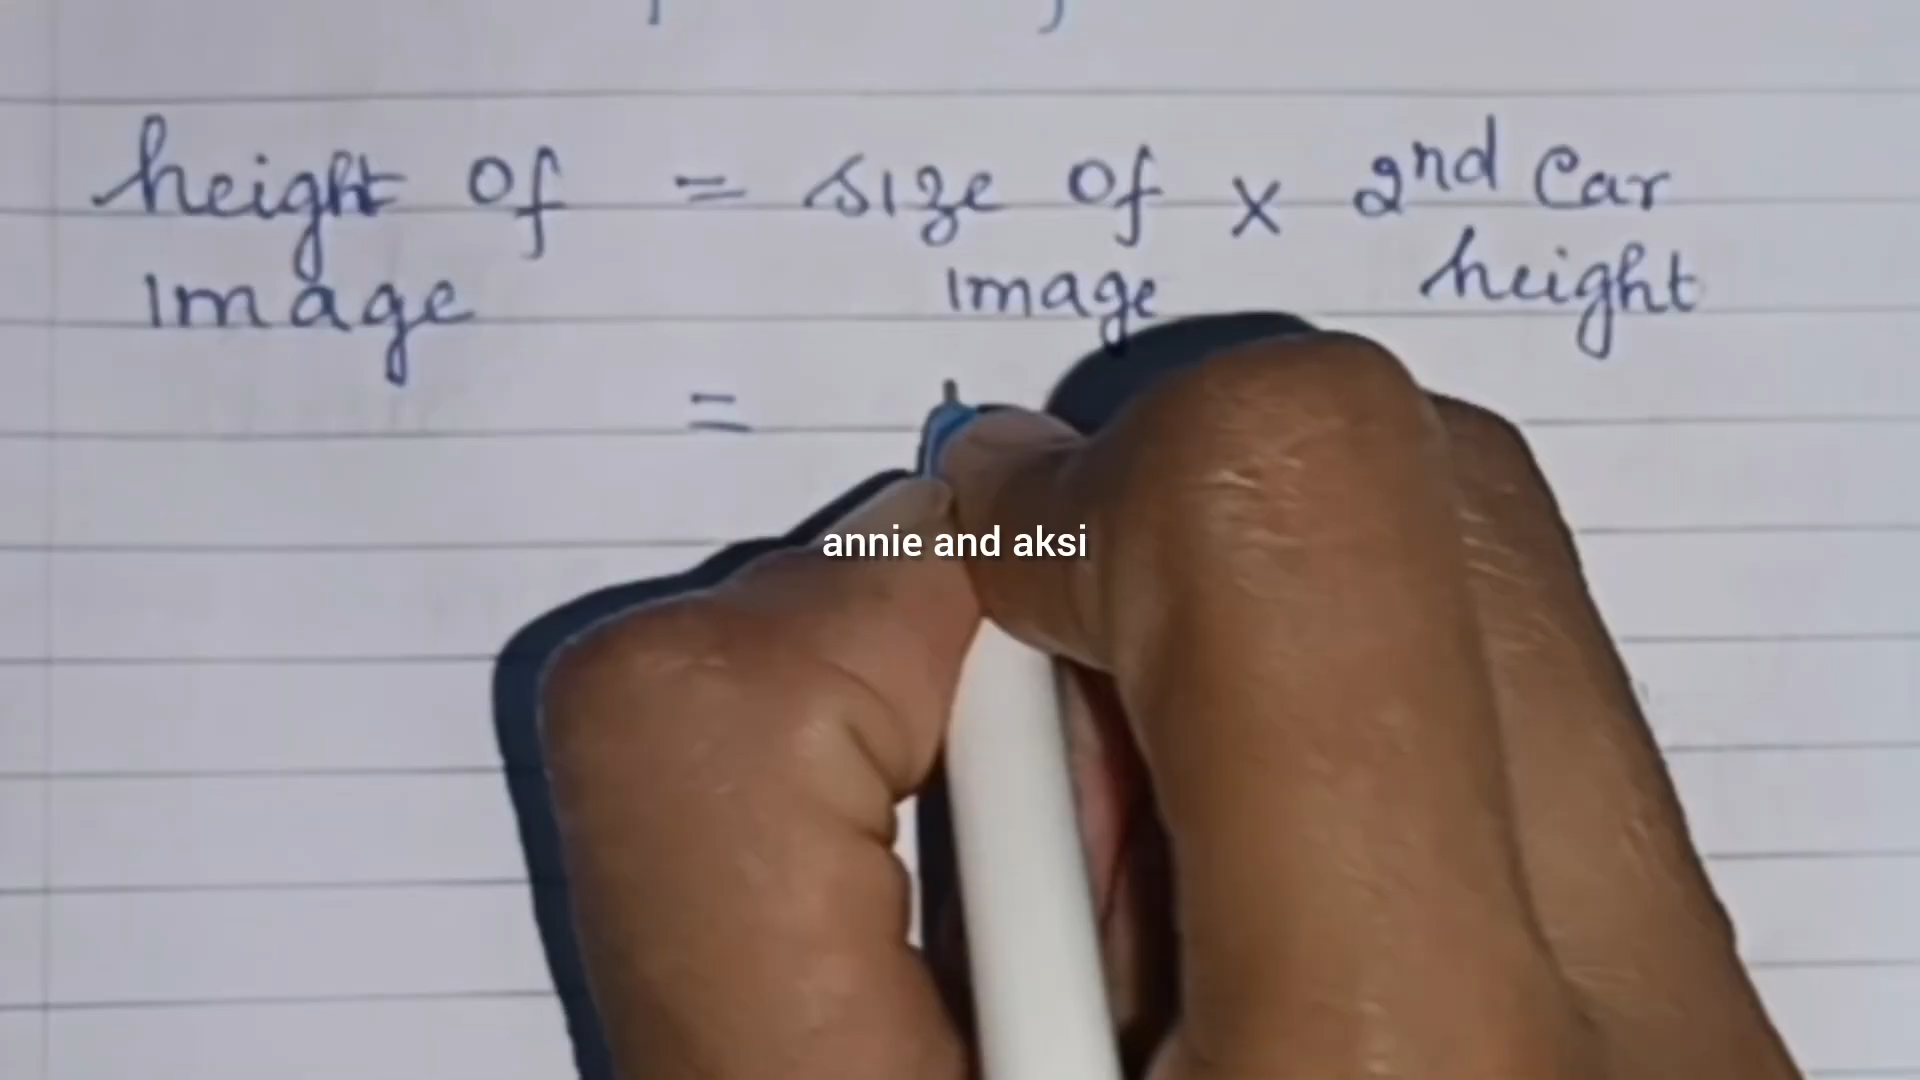 height of = size of x 2nd Car
image image height
=
annie and aksi